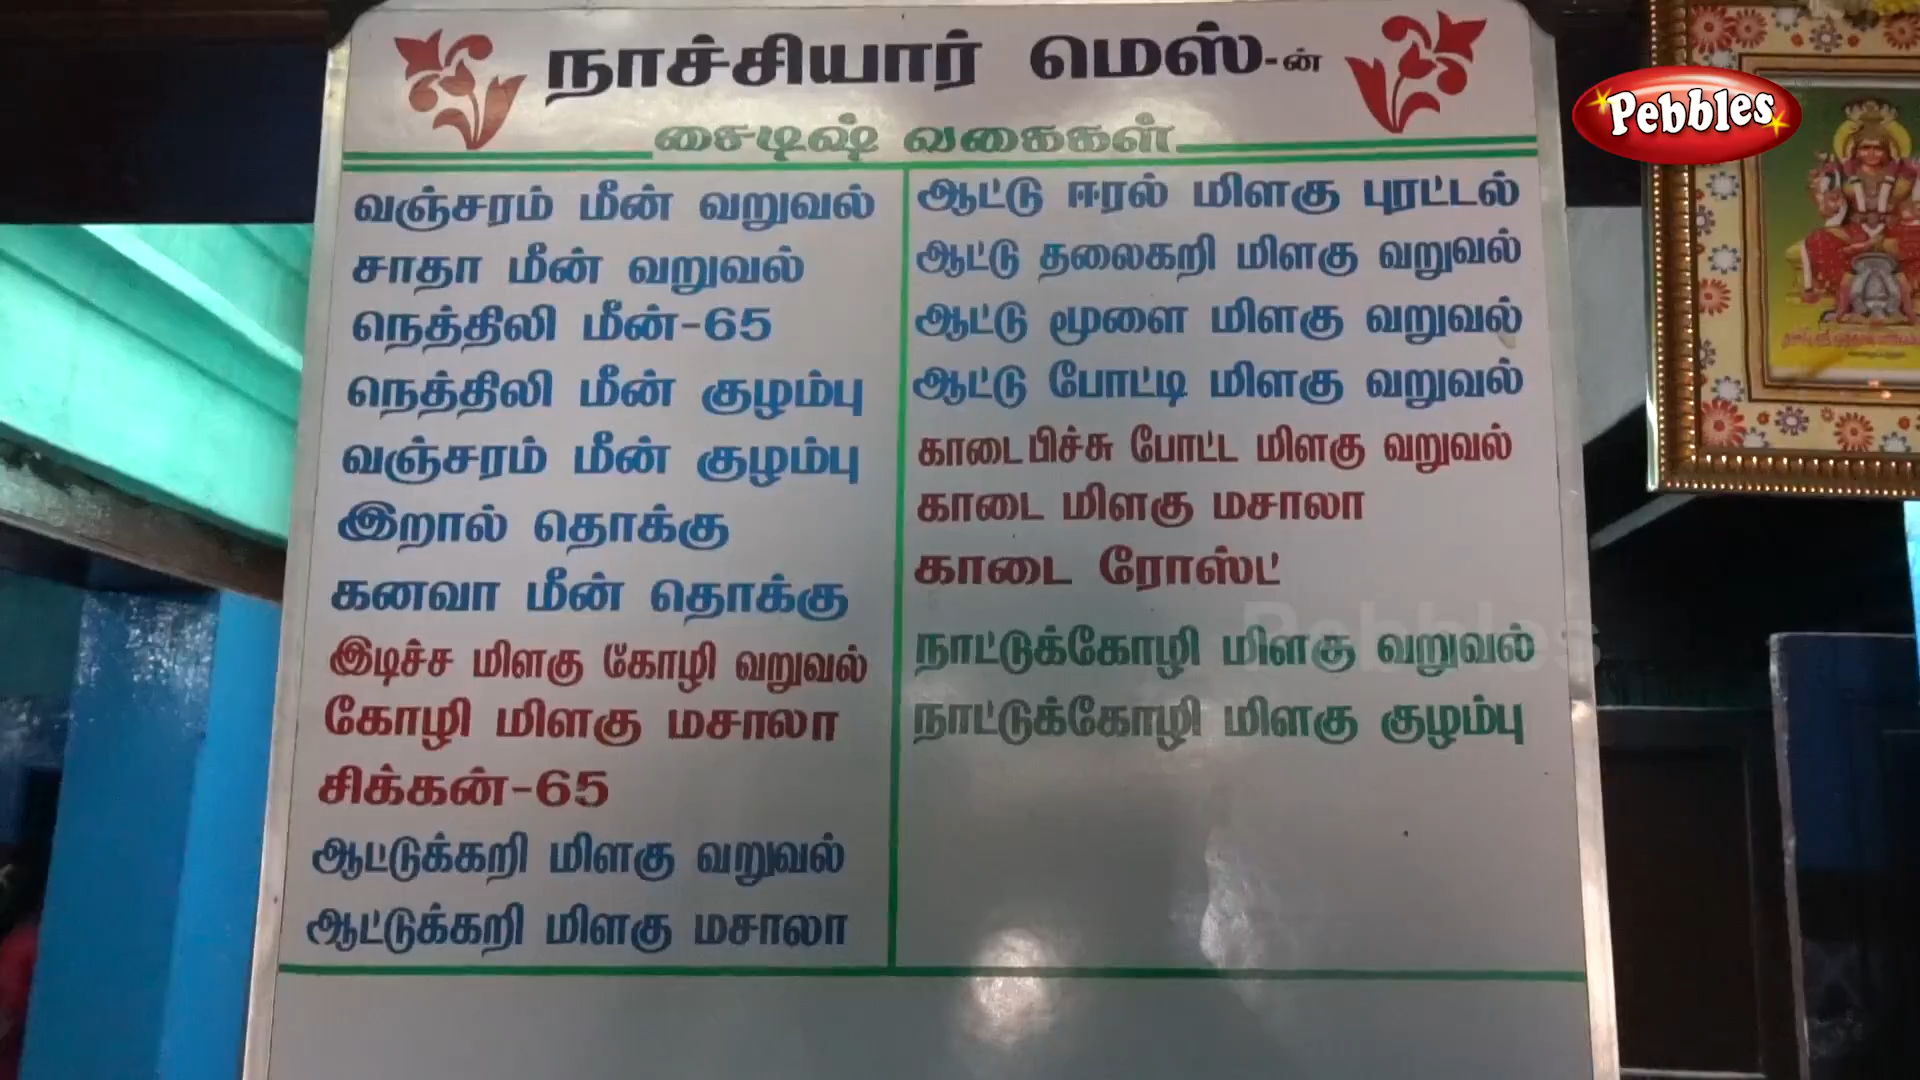 நாச்சியார் மெஸ்-ன்
சைடிஷ் வகைகள்
வஞ்சரம் மீன் வறுவல்
சாதா மீன் வறுவல்
நெத்திலி மீன்-65
நெத்திலி மீன் குழம்பு
வஞ்சரம் மீன் குழம்பு
இறால் தொக்கு
கனவா மீன் தொக்கு
இடிச்ச மிளகு கோழி வறுவல்
கோழி மிளகு மசாலா
சிக்கன்-65
ஆட்டுக்கறி மிளகு வறுவல்
ஆட்டுக்கறி மிளகு மசாலா
ஆட்டு ஈரல் மிளகு புரட்டல்
ஆட்டு தலைகறி மிளகு வறுவல்
ஆட்டு மூளை மிளகு வறுவல்
ஆட்டு போட்டி மிளகு வறுவல்
காடை பிச்சு போட்ட மிளகு வறுவல்
காடை மிளகு மசாலா
காடை ரோஸ்ட்
நாட்டுக்கோழி மிளகு வறுவல்
நாட்டுக்கோழி மிளகு குழம்பு
Pebbles
Pebbles